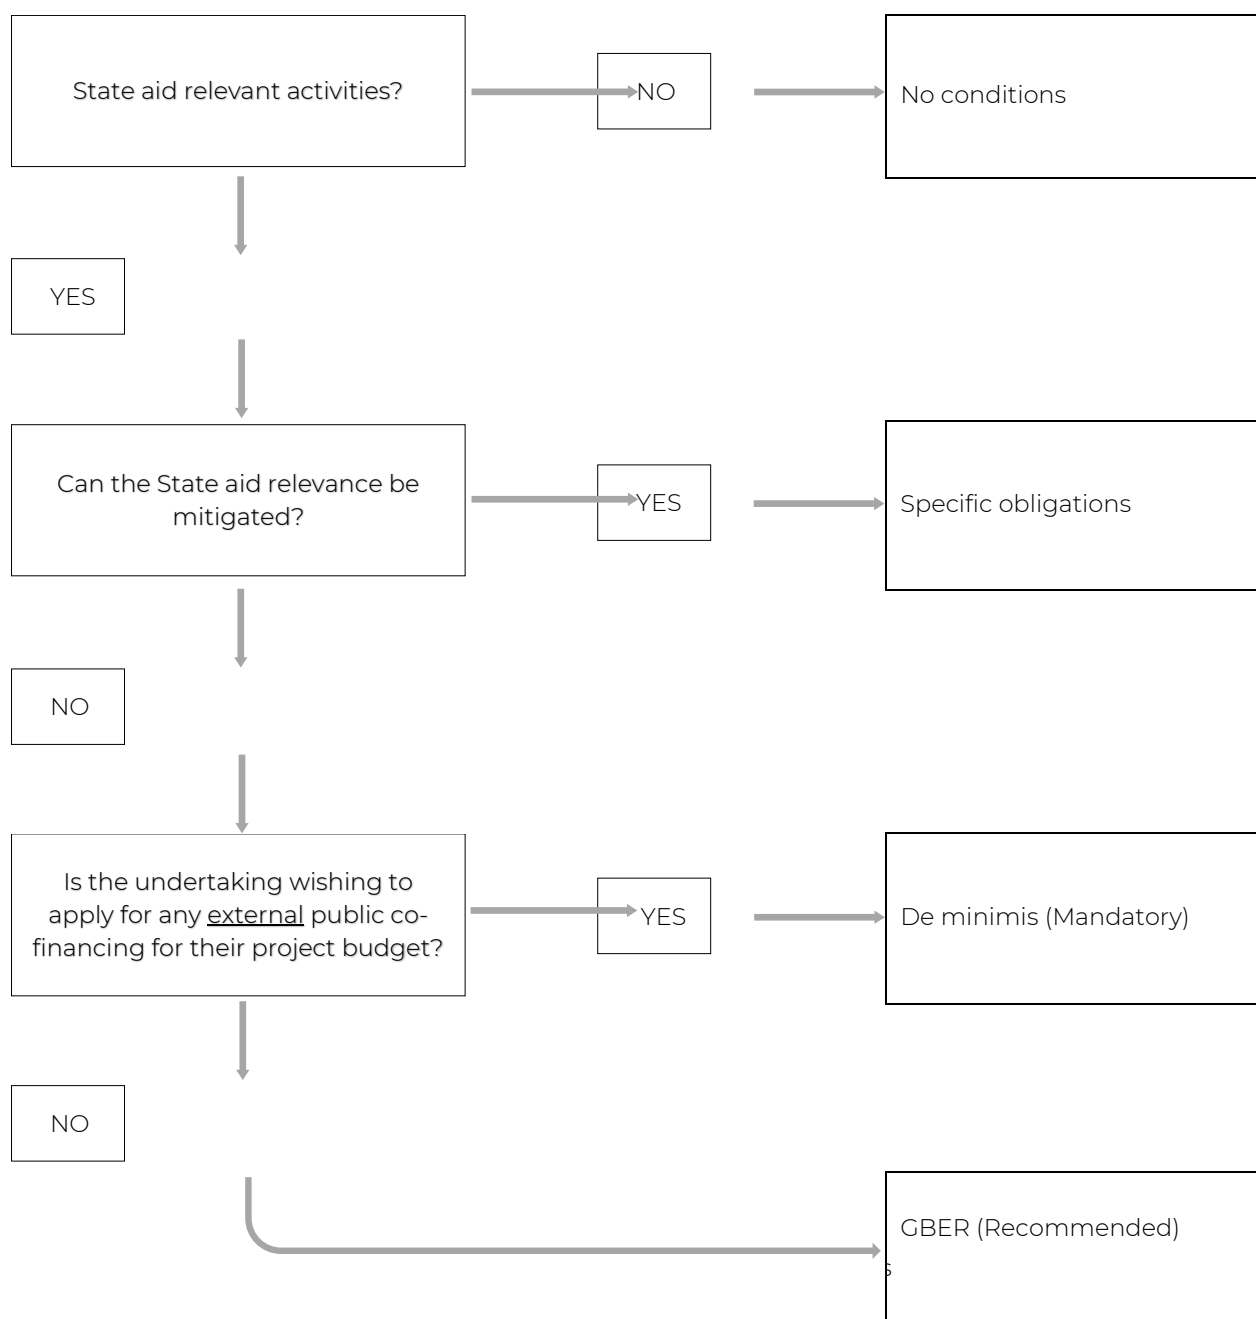 State aid relevant activities?
NO
No conditions
YES
Can the State aid relevance be
mitigated?
YES
Specific obligations
NO
Is the undertaking wishing to
apply for any external public co-
financing for their project budget?
YES
De minimis (Mandatory)
NO
GBER (Recommended)
s